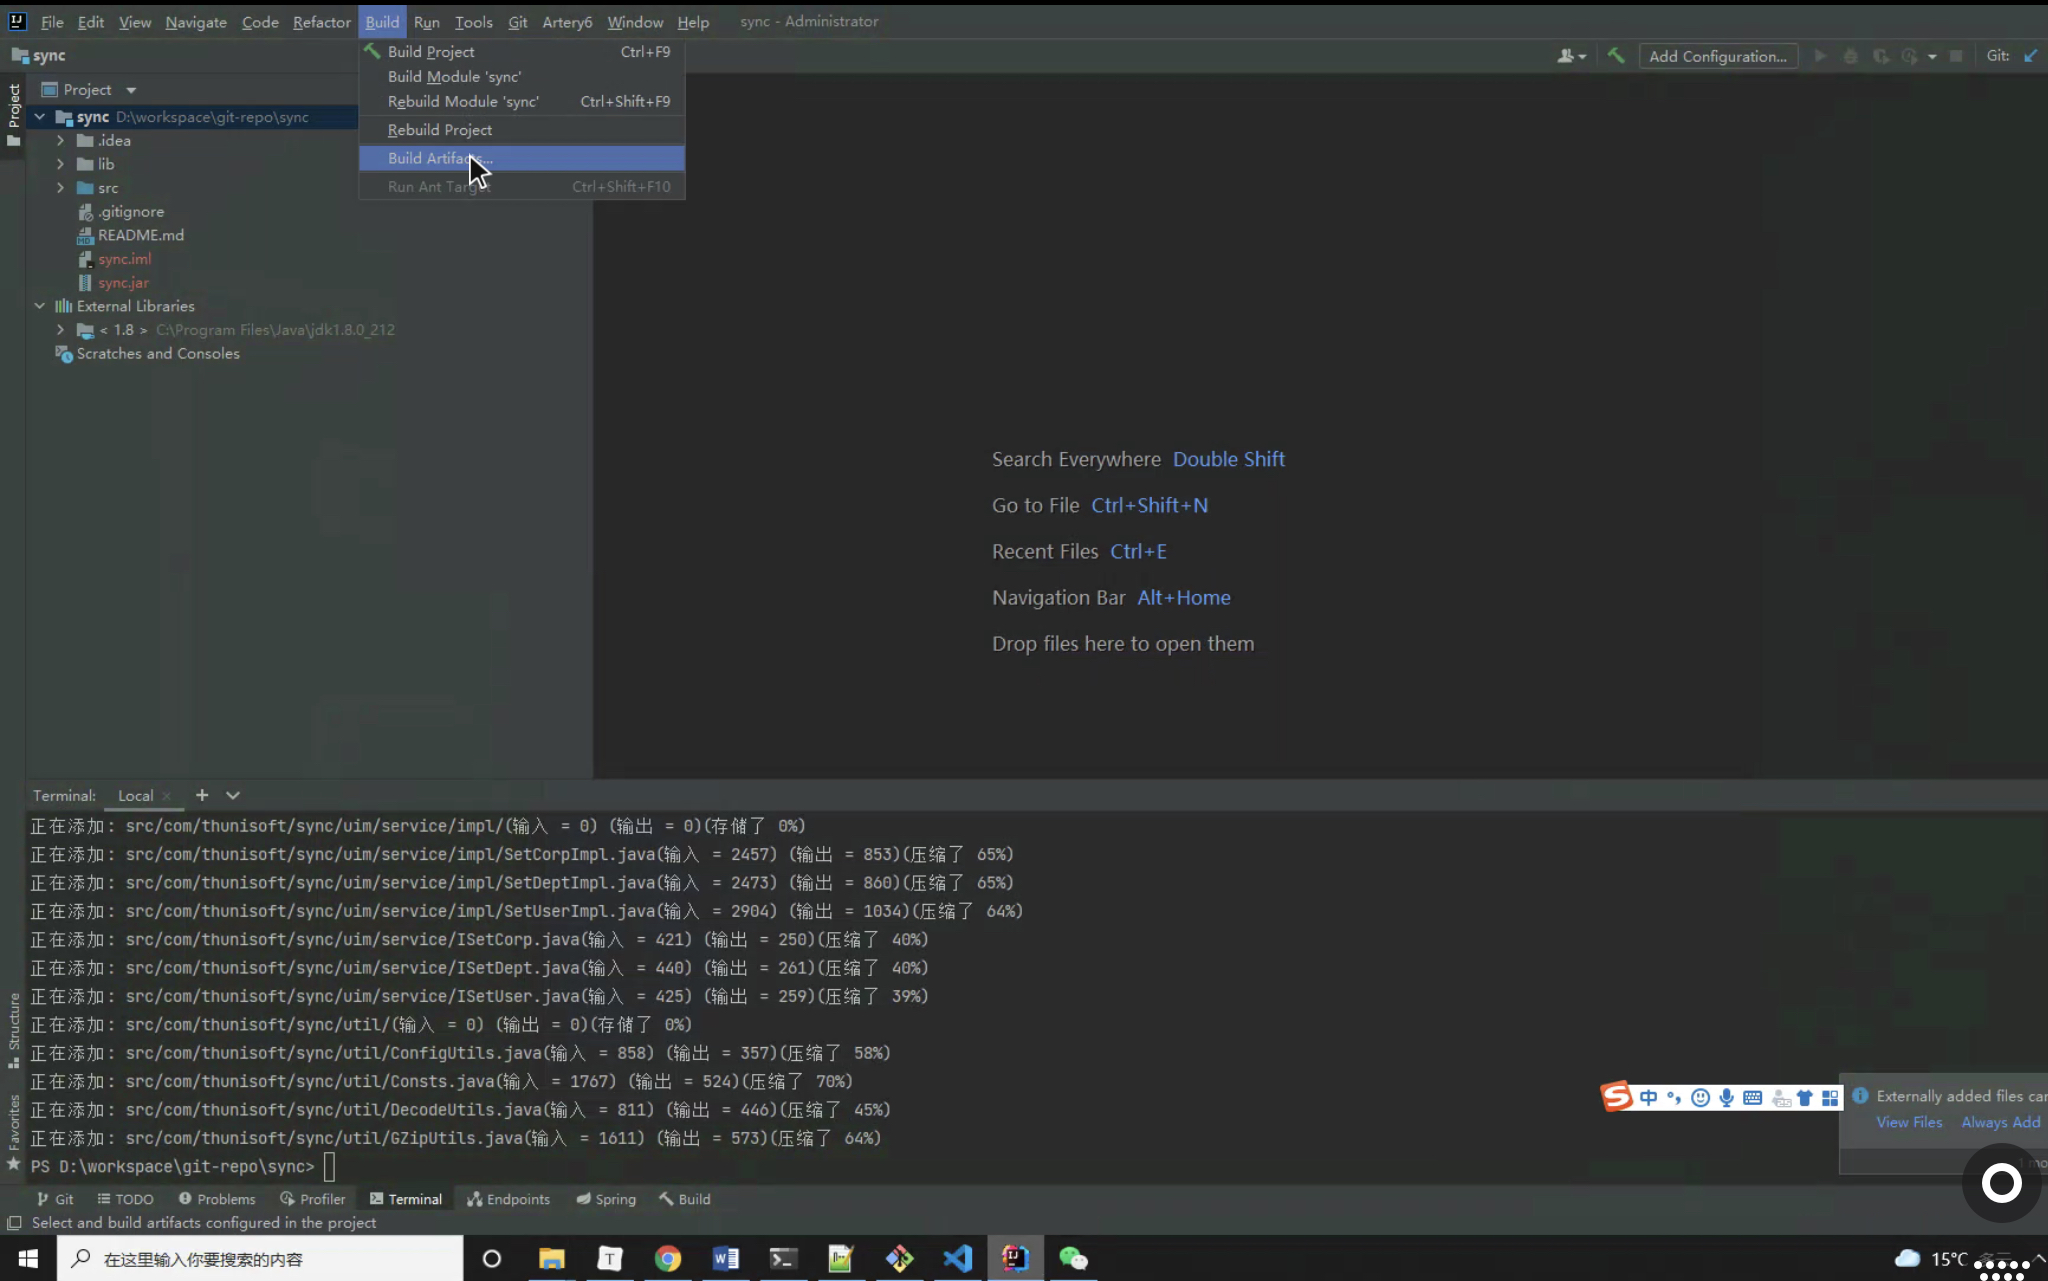 File Edit View Navigate Code Refactor Build Run Tools Git Artery6 Window Help sync - Administrator
sync
Add Configuration...
Git:
Build Project Ctrl+F9
Build Module 'sync'
Rebuild Module 'sync' Ctrl+Shift+F9
Rebuild Project
Build Artifacts...
Run Ant Target Ctrl+Shift+F10
Project
Project
sync D:\workspace\git-repo\sync
.idea
lib
src
.gitignore
README.md
sync.iml
sync.jar
External Libraries
< 1.8 > C:\Program Files\Java\jdk1.8.0_212
Scratches and Consoles
Search Everywhere Double Shift
Go to File Ctrl+Shift+N
Recent Files Ctrl+E
Navigation Bar Alt+Home
Drop files here to open them
Terminal: Local
正在添加: src/com/thunisoft/sync/uim/service/impl/(输入 = 0) (输出 = 0)(存储了 0%)
正在添加: src/com/thunisoft/sync/uim/service/impl/SetCorpImpl.java(输入 = 2457) (输出 = 853)(压缩了 65%)
正在添加: src/com/thunisoft/sync/uim/service/impl/SetDeptImpl.java(输入 = 2473) (输出 = 860)(压缩了 65%)
正在添加: src/com/thunisoft/sync/uim/service/impl/SetUserImpl.java(输入 = 2904) (输出 = 1034)(压缩了 64%)
正在添加: src/com/thunisoft/sync/uim/service/ISetCorp.java(输入 = 421) (输出 = 250)(压缩了 40%)
正在添加: src/com/thunisoft/sync/uim/service/ISetDept.java(输入 = 440) (输出 = 261)(压缩了 40%)
正在添加: src/com/thunisoft/sync/uim/service/ISetUser.java(输入 = 425) (输出 = 259)(压缩了 39%)
正在添加: src/com/thunisoft/sync/util/(输入 = 0) (输出 = 0)(存储了 0%)
正在添加: src/com/thunisoft/sync/util/ConfigUtils.java(输入 = 858) (输出 = 357)(压缩了 58%)
正在添加: src/com/thunisoft/sync/util/Consts.java(输入 = 1767) (输出 = 524)(压缩了 70%)
正在添加: src/com/thunisoft/sync/util/DecodeUtils.java(输入 = 811) (输出 = 446)(压缩了 45%)
正在添加: src/com/thunisoft/sync/util/GZipUtils.java(输入 = 1611) (输出 = 573)(压缩了 64%)
PS D:\workspace\git-repo\sync>
Structure
Favorites
中
Externally added files ca
View Files Always Add
Git TODO Problems Profiler Terminal Endpoints Spring Build
Select and build artifacts configured in the project
在这里输入你要搜索的内容
15°C